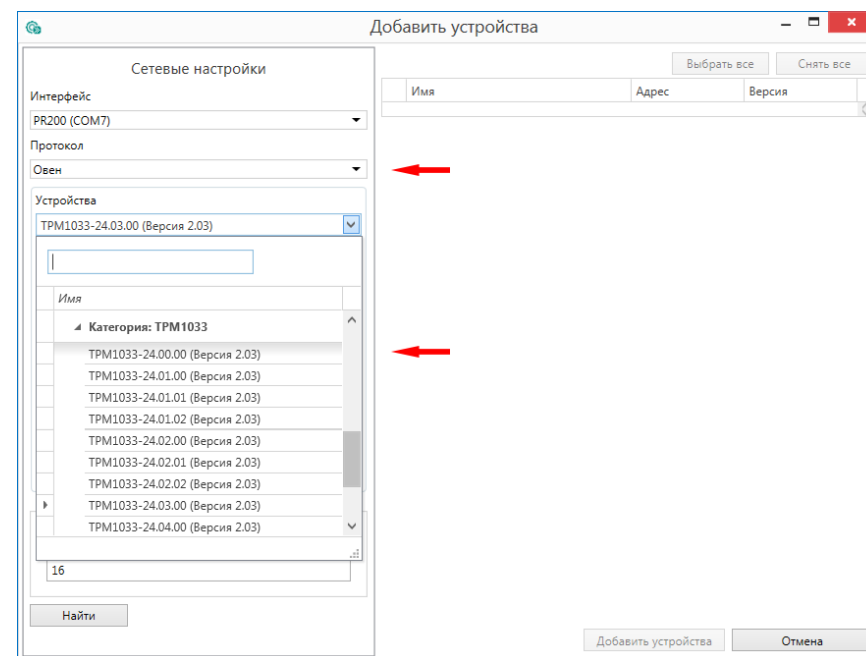 Добавить устройства
Сетевые настройки
Интерфейс
PR200 (COM7)
Протокол
Овен
Устройства
ТРМ1033-24.03.00 (Версия 2.03)
Имя
Категория: ТРМ1033
ТРМ1033-24.00.00 (Версия 2.03)
ТРМ1033-24.01.00 (Версия 2.03)
ТРМ1033-24.01.01 (Версия 2.03)
ТРМ1033-24.01.02 (Версия 2.03)
ТРМ1033-24.02.00 (Версия 2.03)
ТРМ1033-24.02.01 (Версия 2.03)
ТРМ1033-24.02.02 (Версия 2.03)
ТРМ1033-24.03.00 (Версия 2.03)
ТРМ1033-24.04.00 (Версия 2.03)
16
Найти
Выбрать все Снять все
Имя Адрес Версия
Добавить устройства Отмена